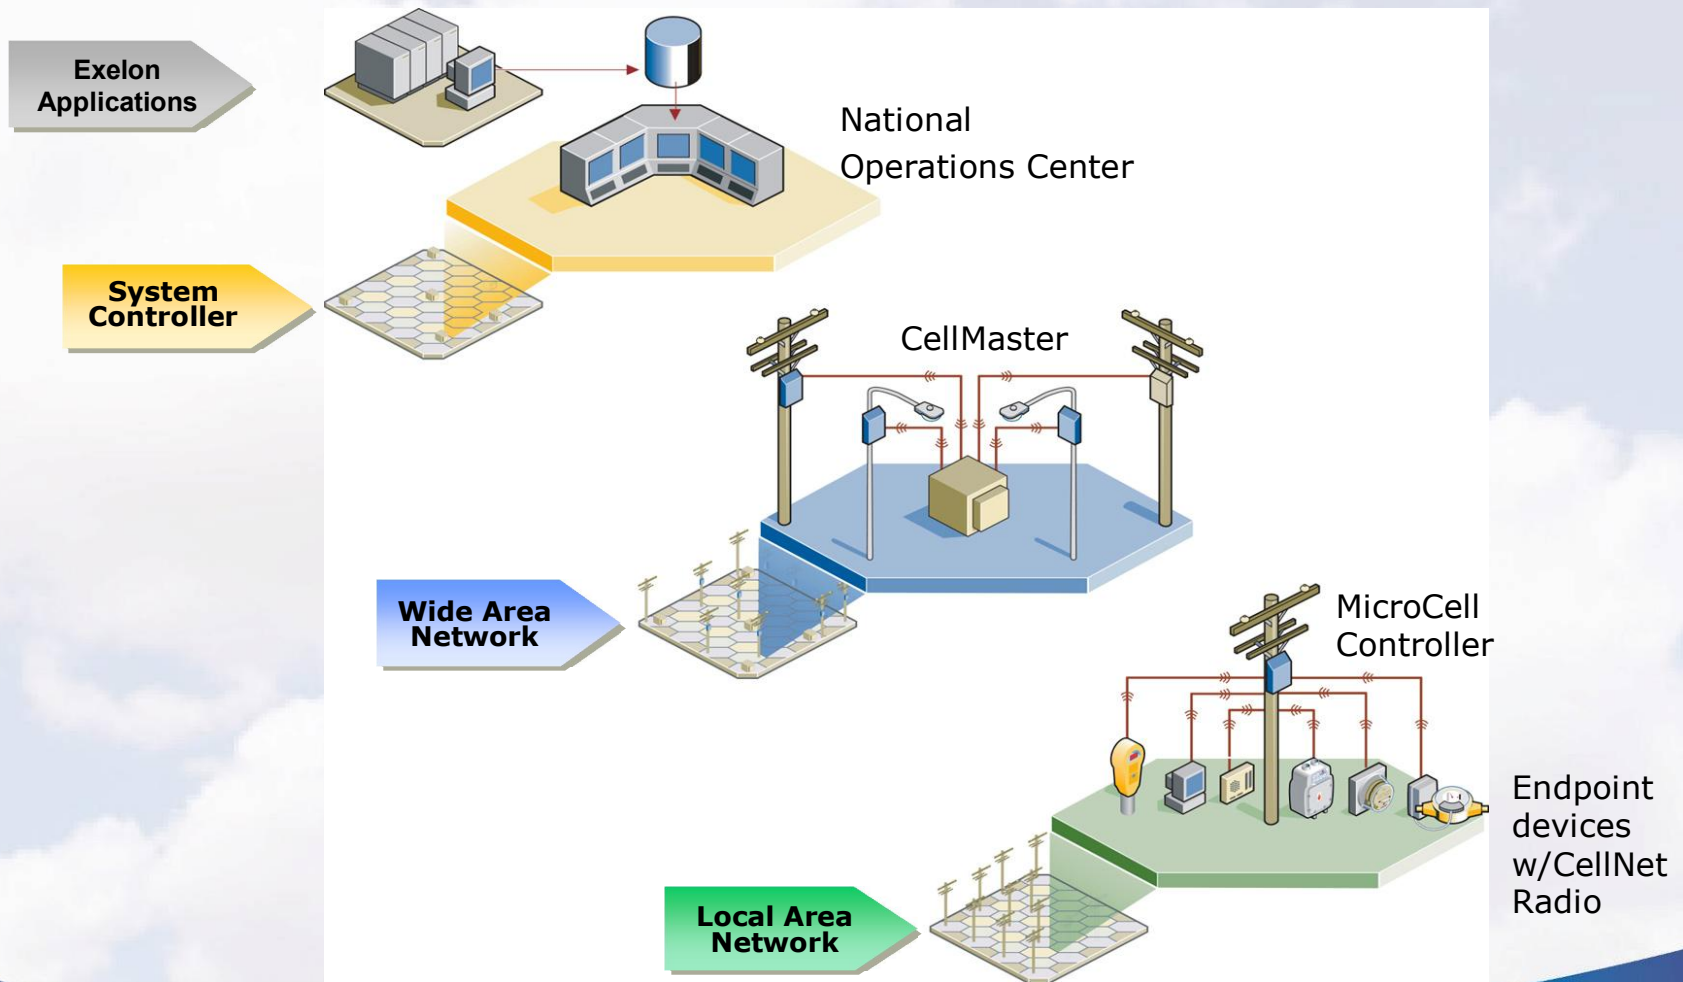 Exelon
Applications
National
Operations Center
System
Controller
CellMaster
Wide Area
Network
MicroCell
Controller
Endpoint
devices
w/CellNet
Radio
Local Area
Network